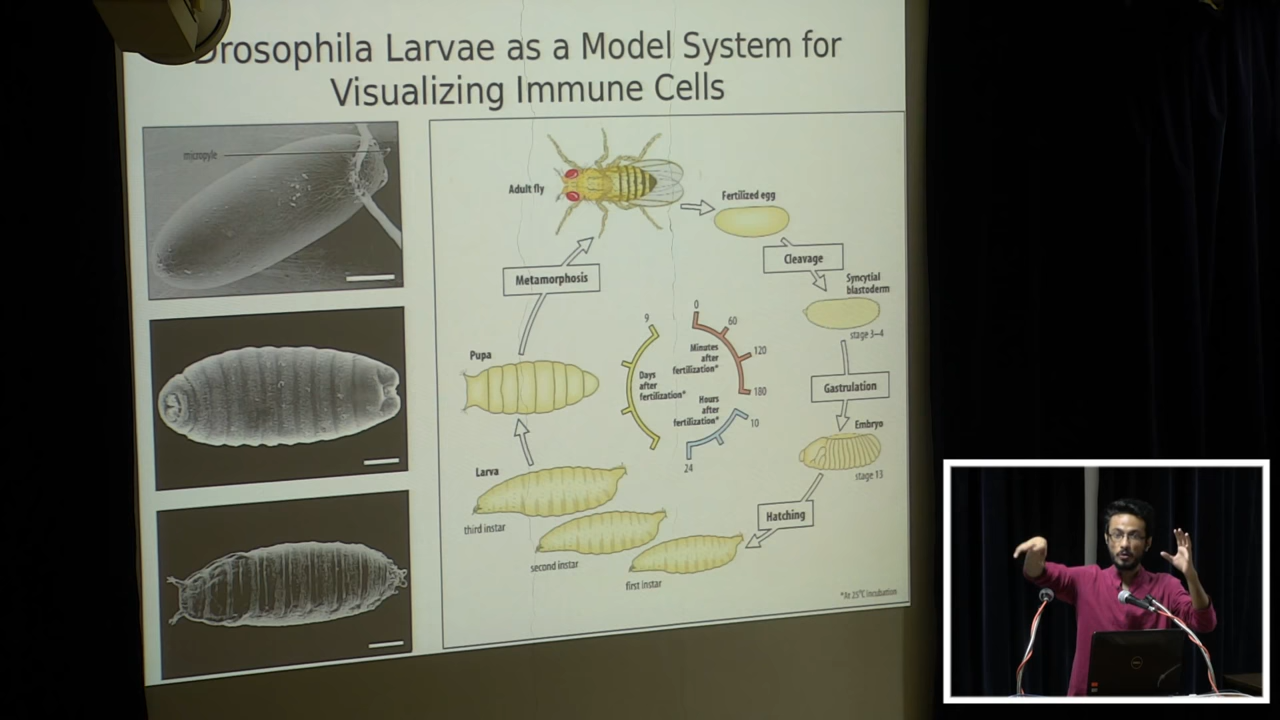 Drosophila Larvae as a Model System for
Visualizing Immune Cells
micropyle
Adult fly
Fertilized egg
Cleavage
Syncytial
blastoderm
stage 3–4
Gastrulation
Embryo
stage 13
Hatching
first instar
second instar
third instar
Larva
Pupa
Metamorphosis
9
Days
after
fertilization*
0
60
120
180
Minutes
after
fertilization*
Hours
after
fertilization*
10
24
*At 25°C incubation
DELL